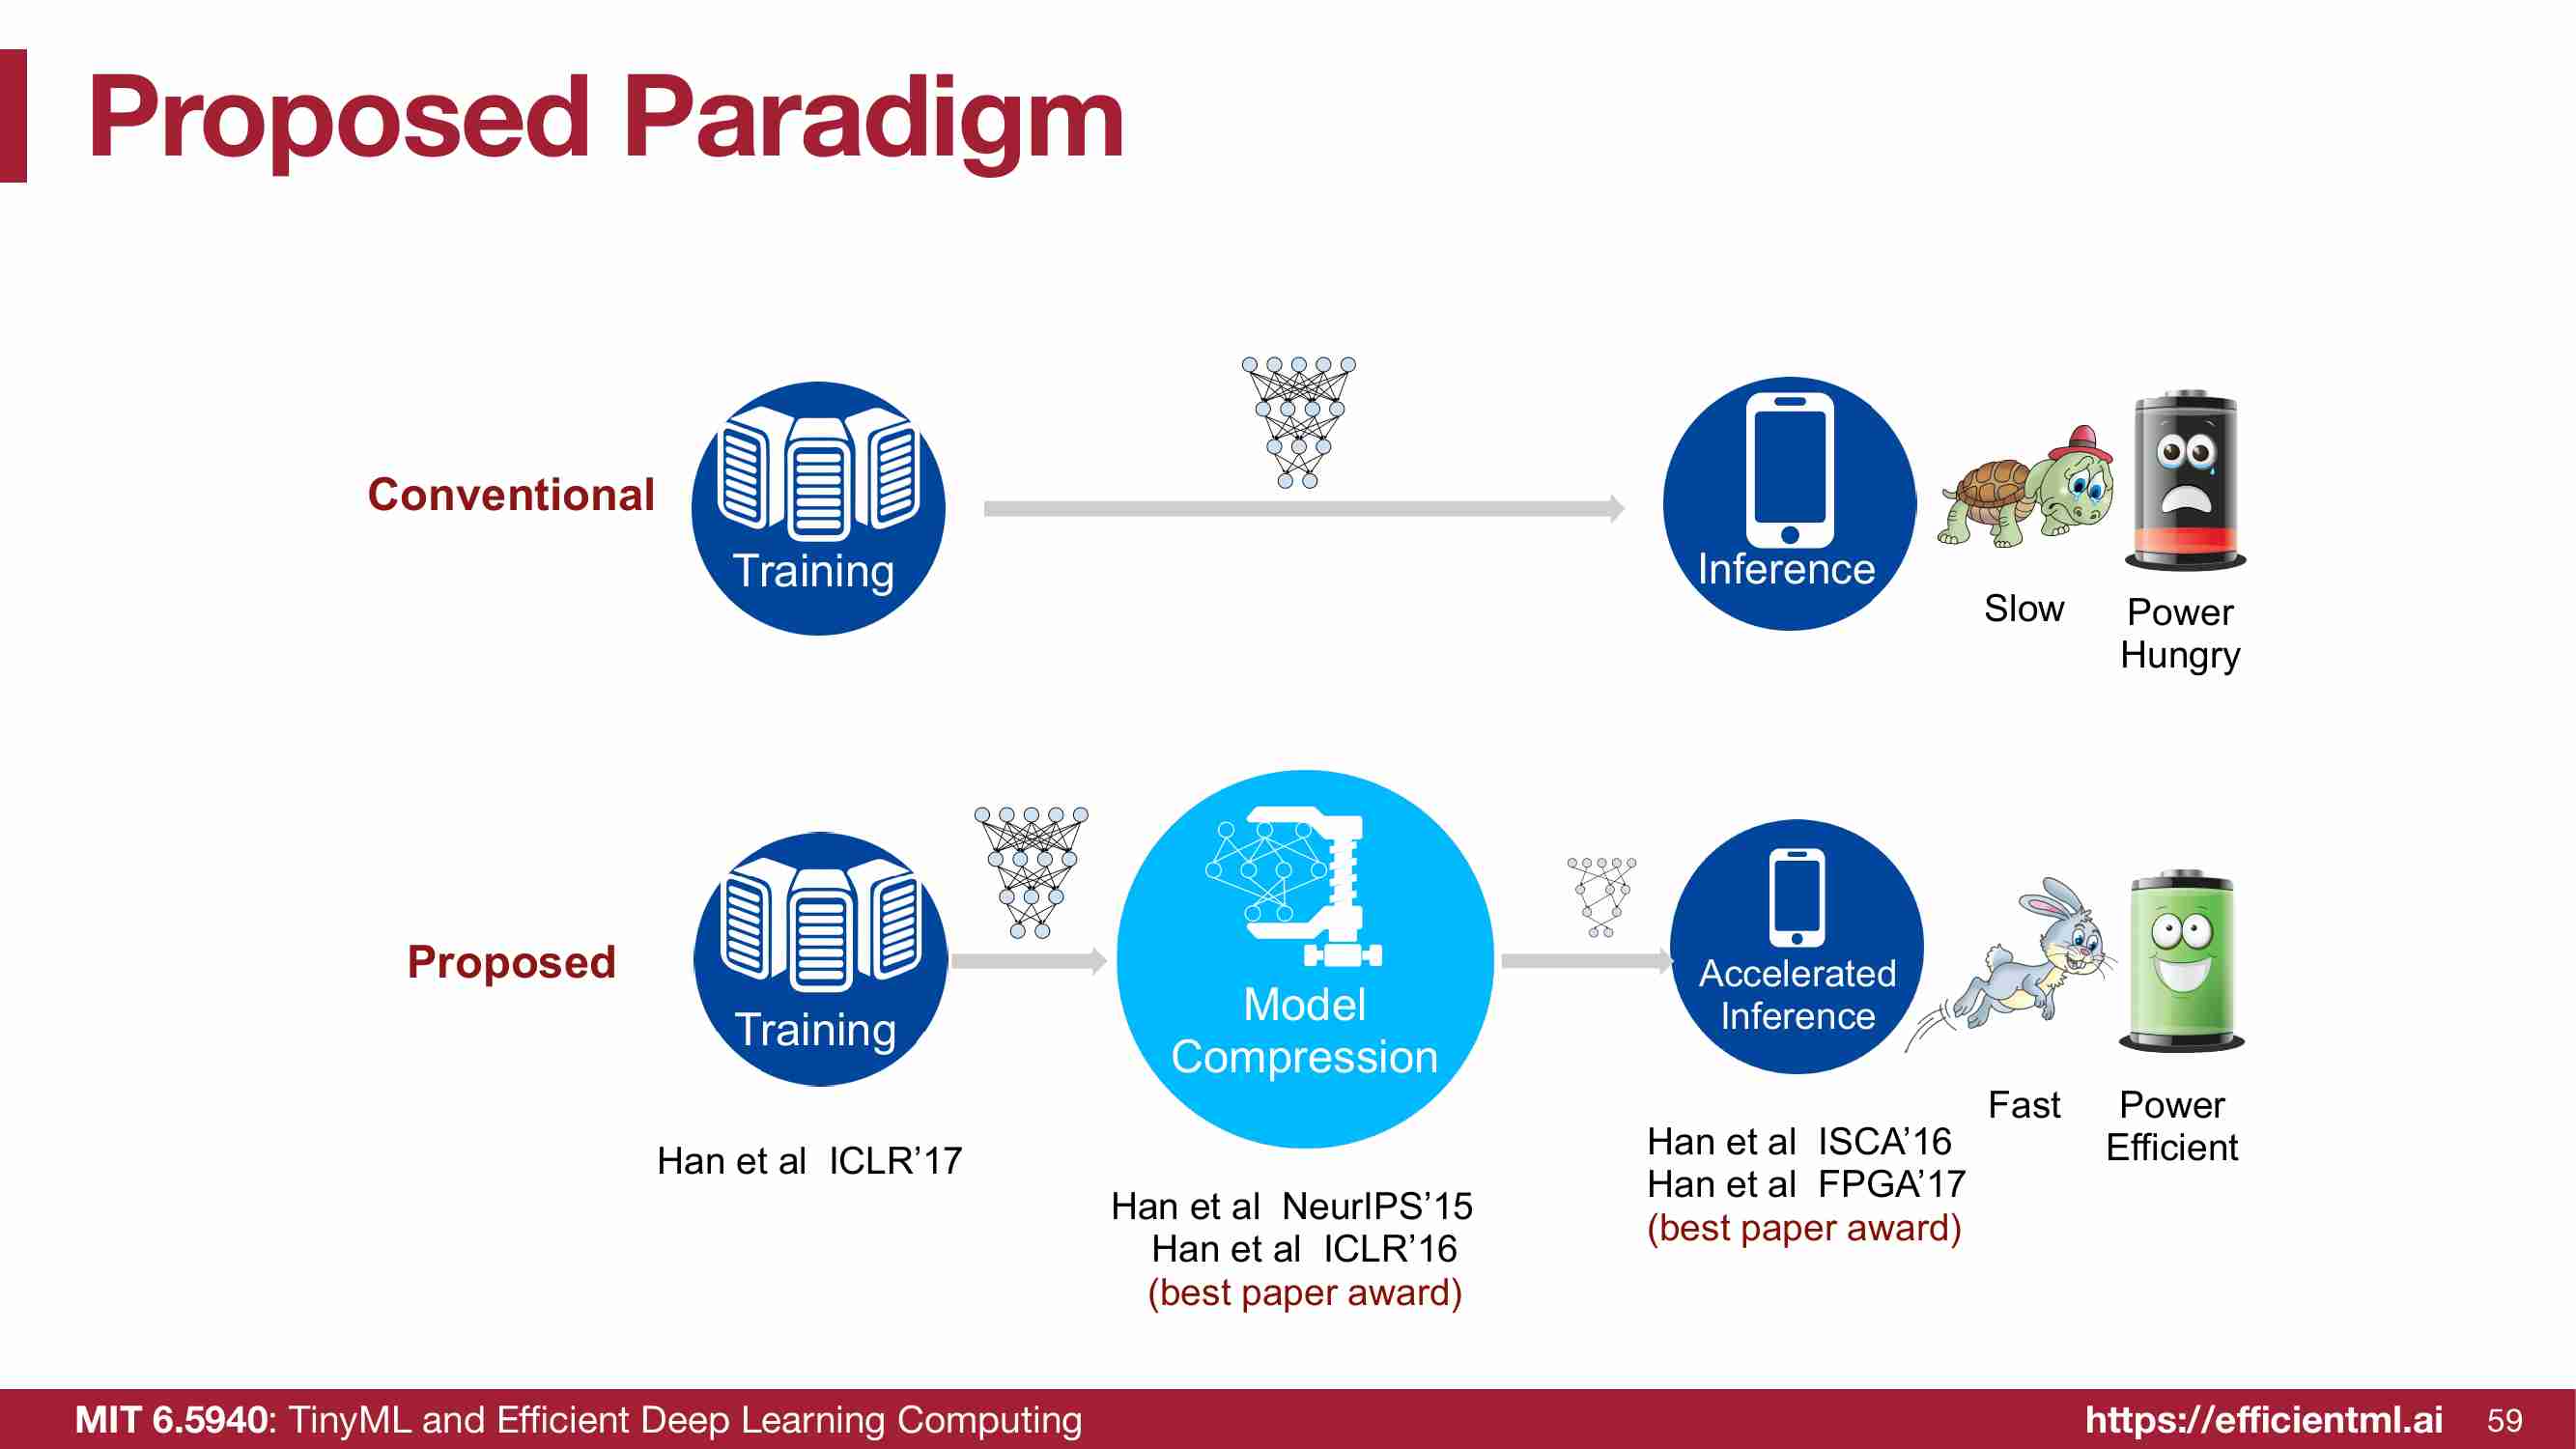 Proposed Paradigm
Conventional
Training
Inference
Slow
Power
Hungry
Proposed
Training
Model
Compression
Accelerated
Inference
Fast
Power
Efficient
Han et al  ICLR’17
Han et al  NeurIPS’15
Han et al  ICLR’16
(best paper award)
Han et al  ISCA’16
Han et al  FPGA’17
(best paper award)
MIT 6.5940: TinyML and Efficient Deep Learning Computing
https://efficientml.ai
59